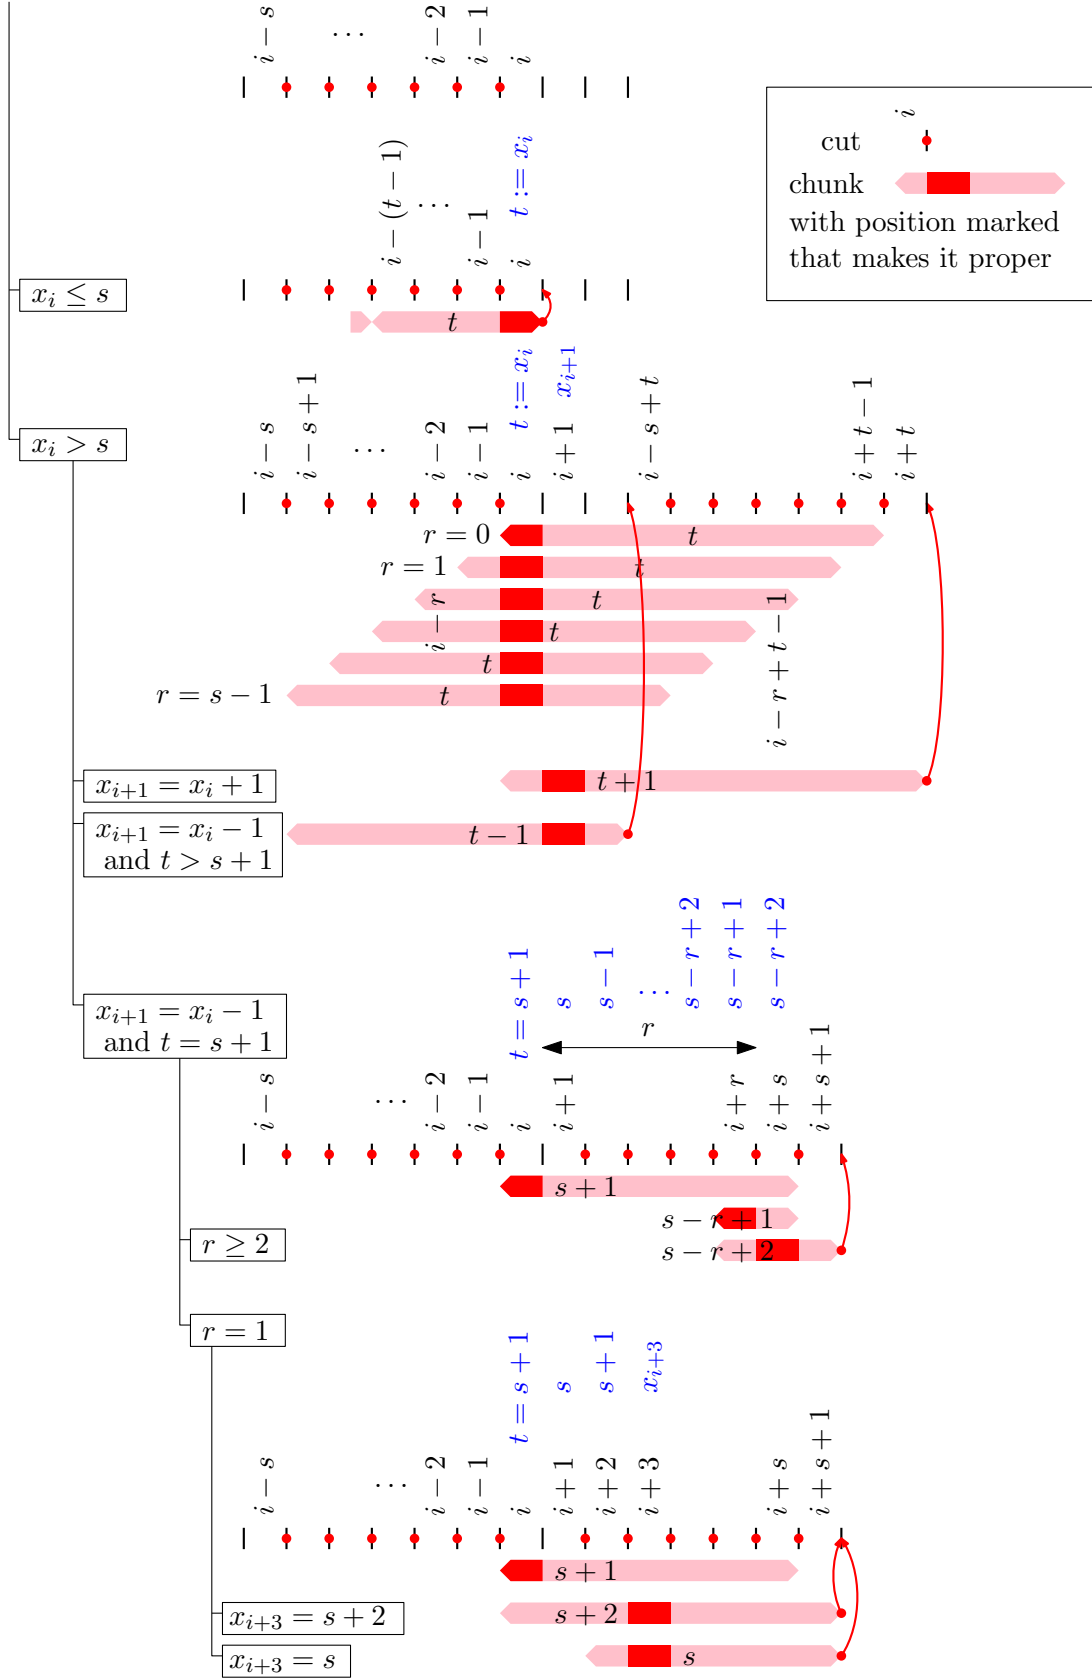 i − s
⋯
i − 2
i − 1
i
i
cut
chunk
with position marked
that makes it proper
i − (t − 1)
⋯
i − 1
i
t := x_i
x_i ≤ s
t
t := x_i
x_{i+1}
x_i > s
i − s
i − s + 1
⋯
i − 2
i − 1
i
i + 1
i − s + t
i + t − 1
i + t
r = 0
t
r = 1
t
i − r
t
t
i − r + t − 1
t
r = s − 1
t
x_{i+1} = x_i + 1
t + 1
x_{i+1} = x_i − 1
and t > s + 1
t − 1
t = s + 1
s
s − 1
⋯
s − r + 2
s − r + 1
s − r + 2
x_{i+1} = x_i − 1
and t = s + 1
r
i − s
⋯
i − 2
i − 1
i
i + 1
i + r
i + s
i + s + 1
s + 1
s − r + 1
r ≥ 2
s − r + 2
r = 1
t = s + 1
s
s + 1
x_{i+3}
i − s
⋯
i − 2
i − 1
i
i + 1
i + 2
i + 3
i + s
i + s + 1
s + 1
x_{i+3} = s + 2
s + 2
x_{i+3} = s
s